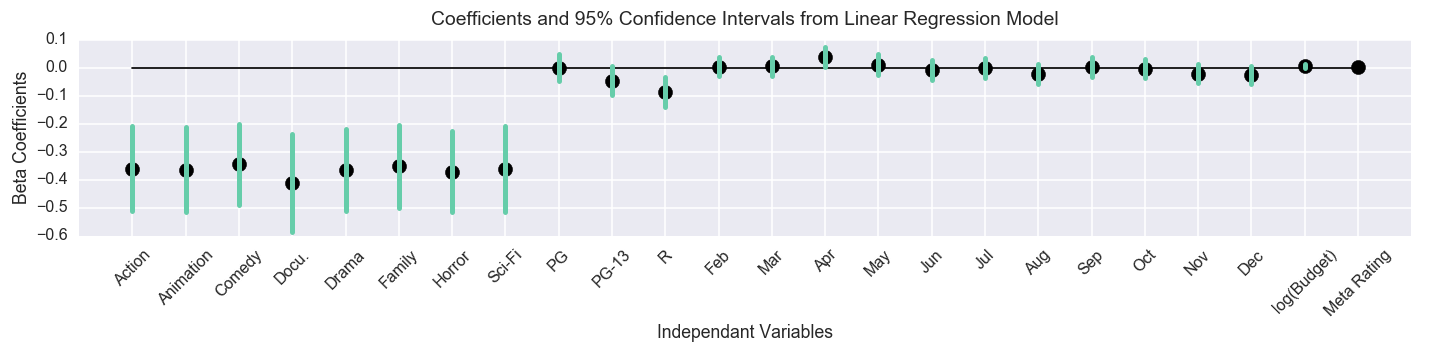 Coefficients and 95% Confidence Intervals from Linear Regression Model
Beta Coefficients
0.1
0.0
−0.1
−0.2
−0.3
−0.4
−0.5
−0.6
Action
Animation
Comedy
Docu.
Drama
Family
Horror
Sci-Fi
PG
PG-13
R
Feb
Mar
Apr
May
Jun
Jul
Aug
Sep
Oct
Nov
Dec
log(Budget)
Meta Rating
Independant Variables